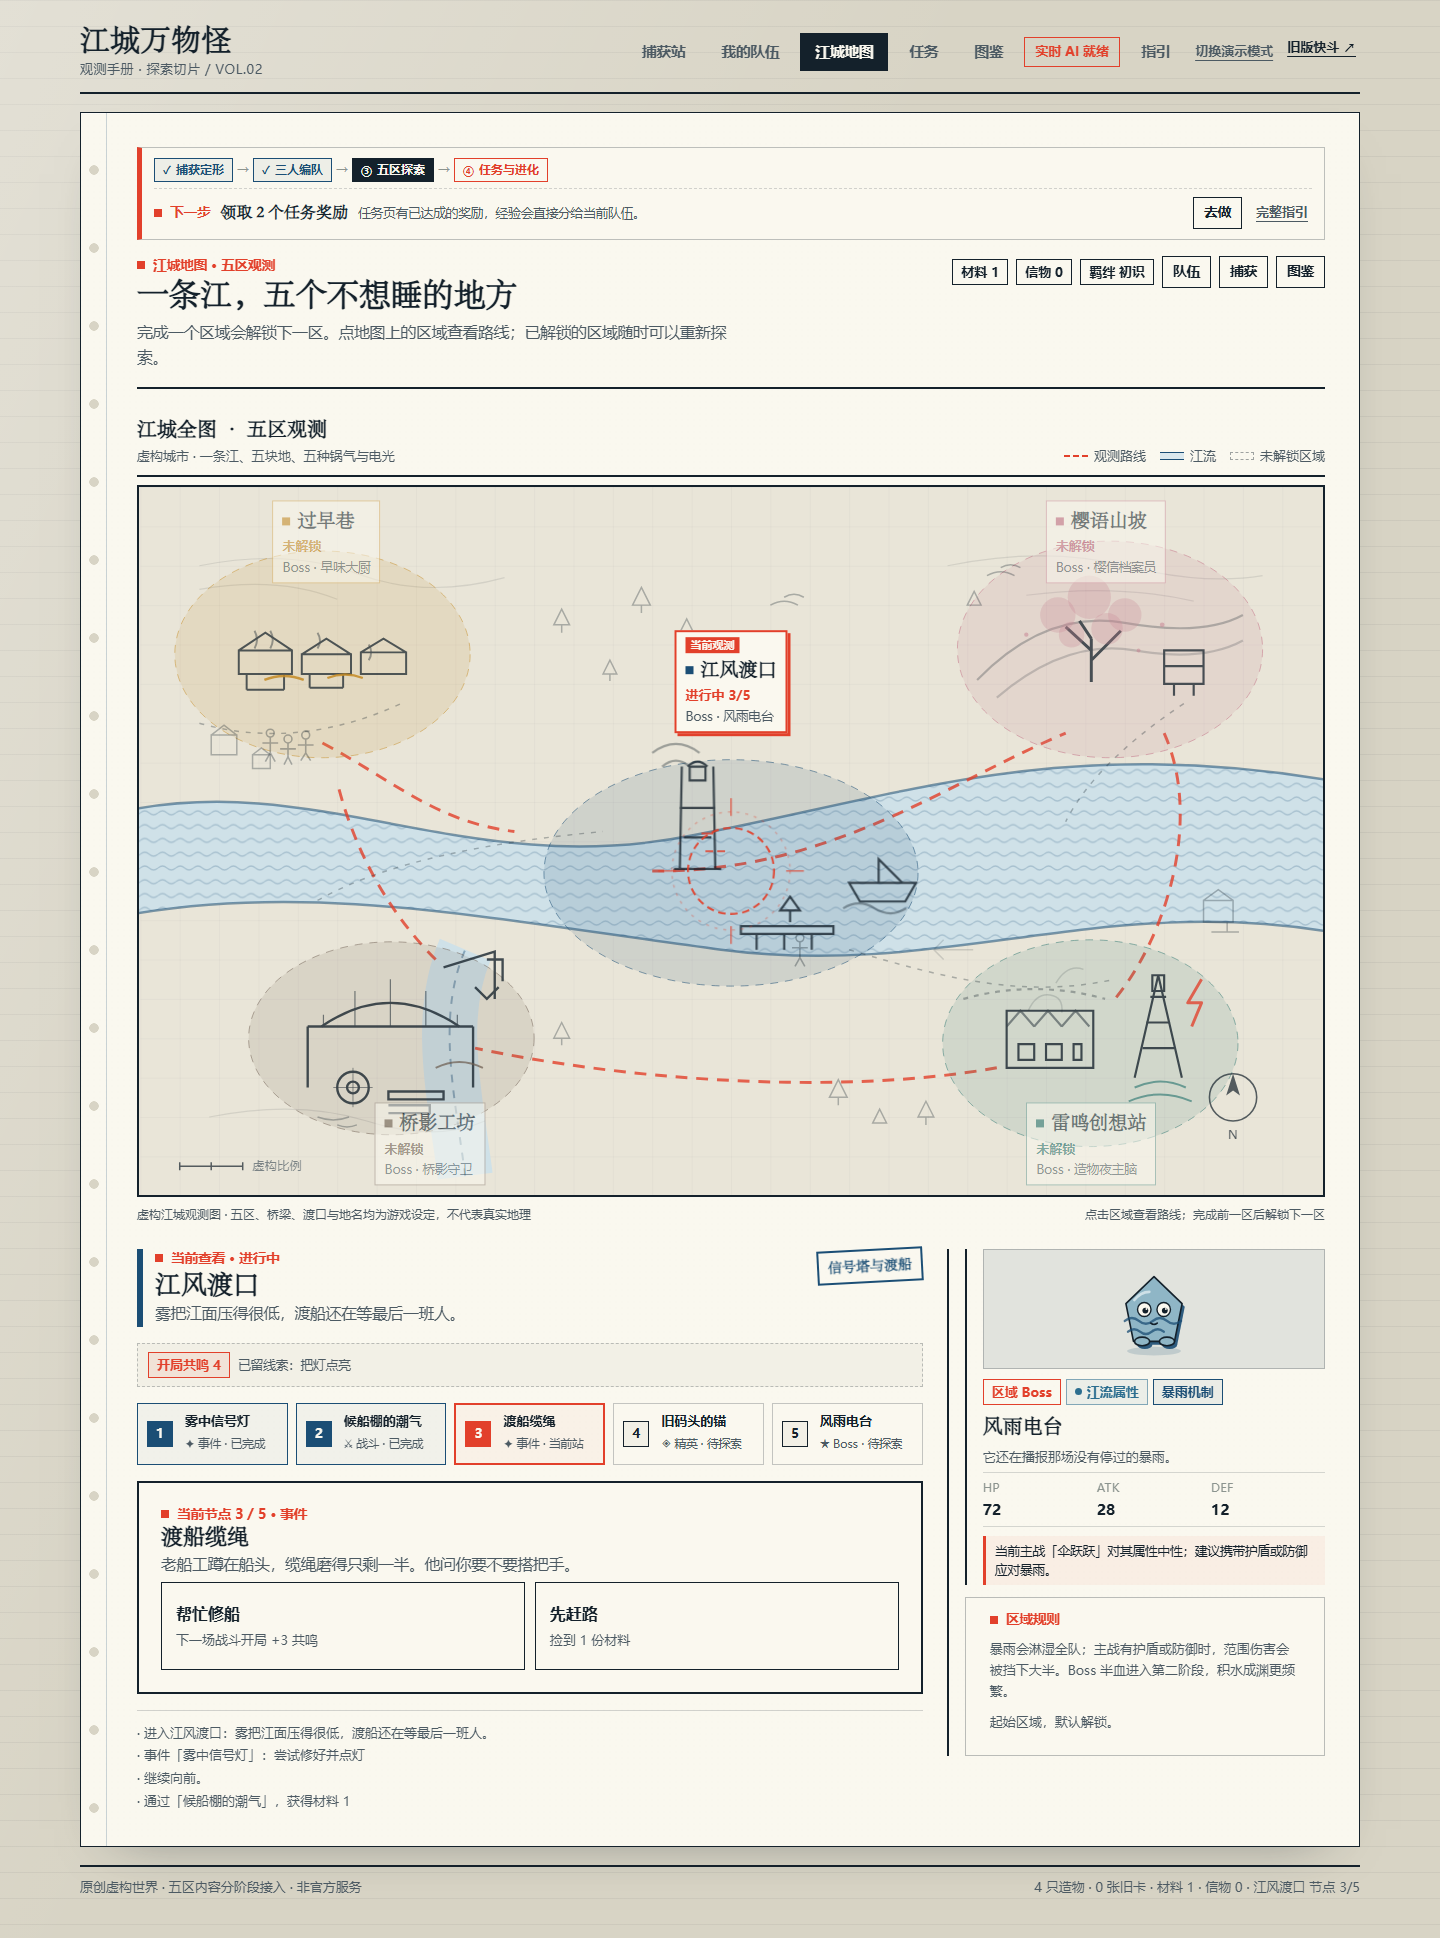 江城万物怪
观测手册 · 探索切片 / VOL.02
捕获站 我的队伍 江城地图 任务 图鉴 实时 AI 就绪 指引 切换演示模式 旧版快斗 ↗
✓ 捕获定形 → ✓ 三人编队 → ③ 五区探索 → ④ 任务与进化
下一步 领取 2 个任务奖励 任务页有已达成的奖励，经验会直接分给当前队伍。 去做 完整指引
江城地图 • 五区观测
材料 1 信物 0 羁绊 初识 队伍 捕获 图鉴
一条江，五个不想睡的地方
完成一个区域会解锁下一区。点地图上的区域查看路线；已解锁的区域随时可以重新探
索。
江城全图 · 五区观测
虚构城市 · 一条江、五块地、五种锅气与电光
观测路线 江流 未解锁区域
过早巷
未解锁
Boss · 早味大厨
樱语山坡
未解锁
Boss · 樱信档案员
当前观测
江风渡口
进行中 3/5
Boss · 风雨电台
桥影工坊
未解锁
Boss · 桥影守卫
雷鸣创想站
未解锁
Boss · 造物夜主脑
N
虚构比例
虚构江城观测图 · 五区、桥梁、渡口与地名均为游戏设定，不代表真实地理
点击区域查看路线；完成前一区后解锁下一区
当前查看 • 进行中
江风渡口
雾把江面压得很低，渡船还在等最后一班人。
信号塔与渡船
开局共鸣 4 已留线索：把灯点亮
1 雾中信号灯
✦ 事件 · 已完成
2 候船棚的潮气
⚔ 战斗 · 已完成
3 渡船缆绳
✦ 事件 · 当前站
4 旧码头的锚
◈ 精英 · 待探索
5 风雨电台
★ Boss · 待探索
当前节点 3 / 5 • 事件
渡船缆绳
老船工蹲在船头，缆绳磨得只剩一半。他问你要不要搭把手。
帮忙修船
下一场战斗开局 +3 共鸣
先赶路
捡到 1 份材料
· 进入江风渡口：雾把江面压得很低，渡船还在等最后一班人。
· 事件「雾中信号灯」：尝试修好并点灯
· 继续向前。
· 通过「候船棚的潮气」，获得材料 1
区域 Boss ● 江流属性 暴雨机制
风雨电台
它还在播报那场没有停过的暴雨。
HP ATK DEF
72 28 12
当前主战「伞跃跃」对其属性中性；建议携带护盾或防御
应对暴雨。
区域规则
暴雨会淋湿全队；主战有护盾或防御时，范围伤害会
被挡下大半。Boss 半血进入第二阶段，积水成渊更频
繁。
起始区域，默认解锁。
原创虚构世界 · 五区内容分阶段接入 · 非官方服务
4 只造物 · 0 张旧卡 · 材料 1 · 信物 0 · 江风渡口 节点 3/5